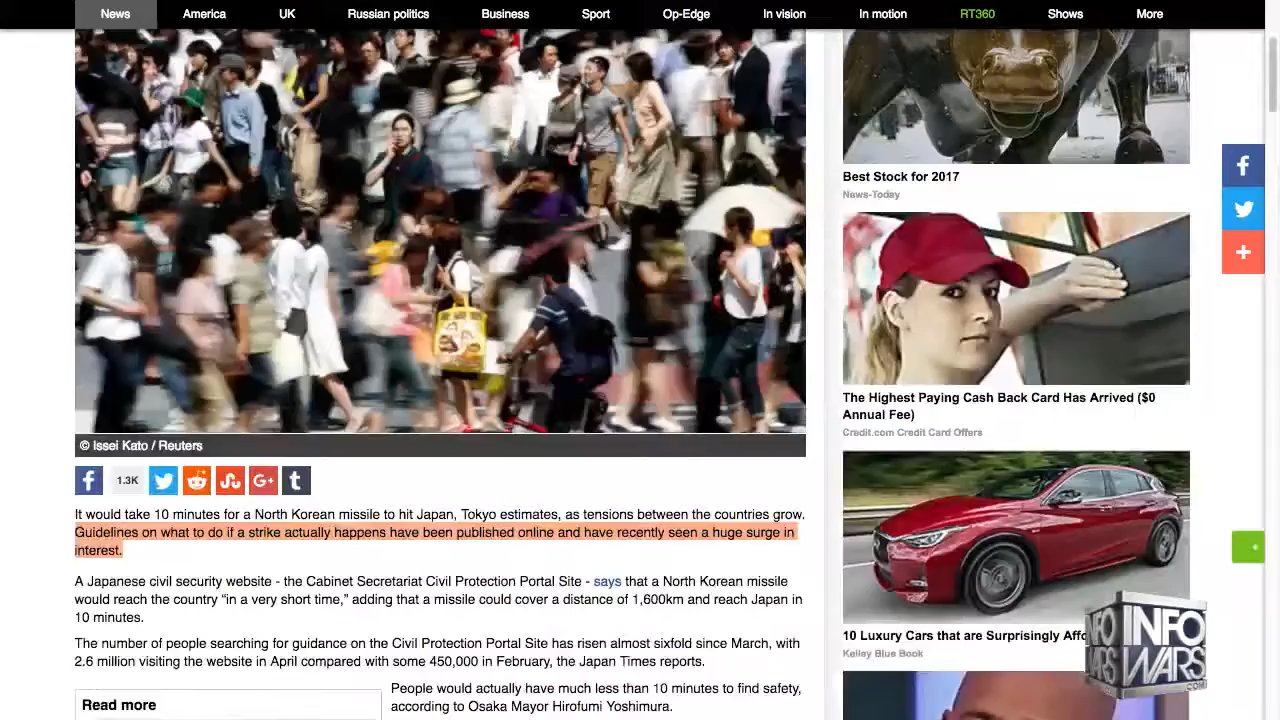 News America UK Russian politics Business Sport Op-Edge In vision In motion RT360 Shows More
© Issei Kato / Reuters
1.3K
It would take 10 minutes for a North Korean missile to hit Japan, Tokyo estimates, as tensions between the countries grow.
Guidelines on what to do if a strike actually happens have been published online and have recently seen a huge surge in
interest.
A Japanese civil security website - the Cabinet Secretariat Civil Protection Portal Site - says that a North Korean missile
would reach the country “in a very short time,” adding that a missile could cover a distance of 1,600km and reach Japan in
10 minutes.
The number of people searching for guidance on the Civil Protection Portal Site has risen almost sixfold since March, with
2.6 million visiting the website in April compared with some 450,000 in February, the Japan Times reports.
Read more
People would actually have much less than 10 minutes to find safety,
according to Osaka Mayor Hirofumi Yoshimura.
Best Stock for 2017
News-Today
The Highest Paying Cash Back Card Has Arrived ($0
Annual Fee)
Credit.com Credit Card Offers
10 Luxury Cars that are Surprisingly
Kelley Blue Book
INFO
WARS
.COM